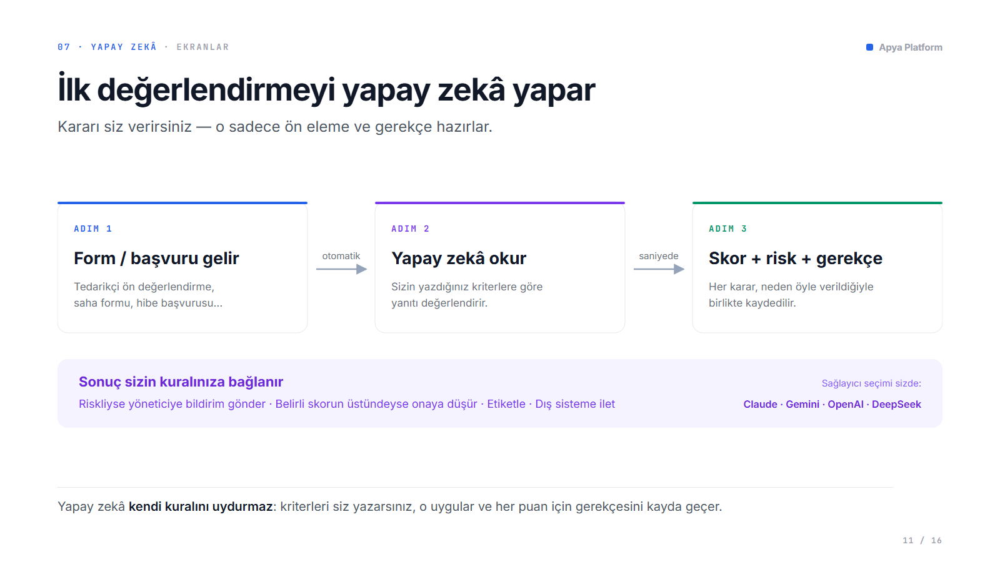 07 · YAPAY ZEKÂ · EKRANLAR
Apya Platform
İlk değerlendirmeyi yapay zekâ yapar
Kararı siz verirsiniz — o sadece ön eleme ve gerekçe hazırlar.
ADIM 1
Form / başvuru gelir
Tedarikçi ön değerlendirme,
saha formu, hibe başvurusu...
otomatik
ADIM 2
Yapay zekâ okur
Sizin yazdığınız kriterlere göre
yanıtı değerlendirir.
saniyede
ADIM 3
Skor + risk + gerekçe
Her karar, neden öyle verildiğiyle
birlikte kaydedilir.
Sonuç sizin kuralınıza bağlanır
Riskliyse yöneticiye bildirim gönder · Belirli skorun üstündeyse onaya düşür · Etiketle · Dış sisteme ilet
Sağlayıcı seçimi sizde:
Claude · Gemini · OpenAI · DeepSeek
Yapay zekâ kendi kuralını uydurmaz: kriterleri siz yazarsınız, o uygular ve her puan için gerekçesini kayda geçer.
11 / 16